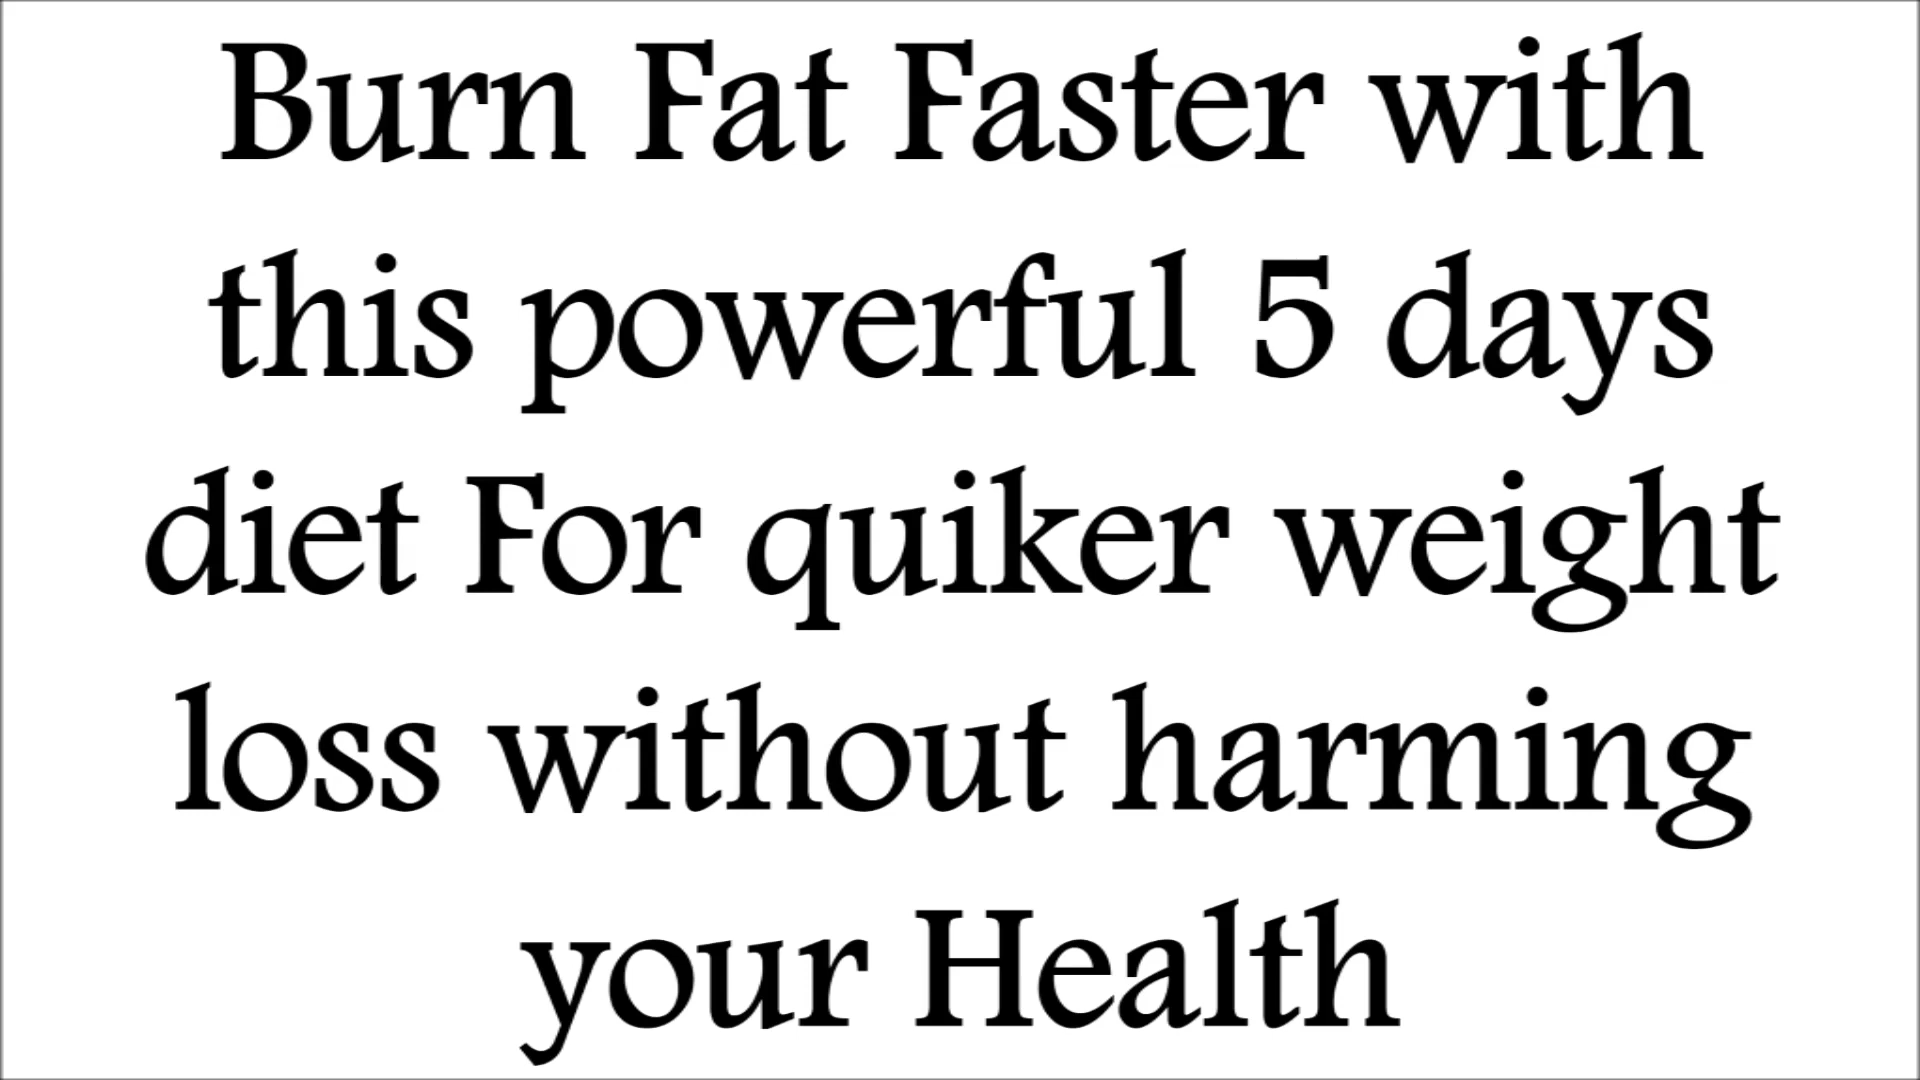 Burn Fat Faster with
this powerful 5 days
diet For quiker weight
loss without harming
your Health